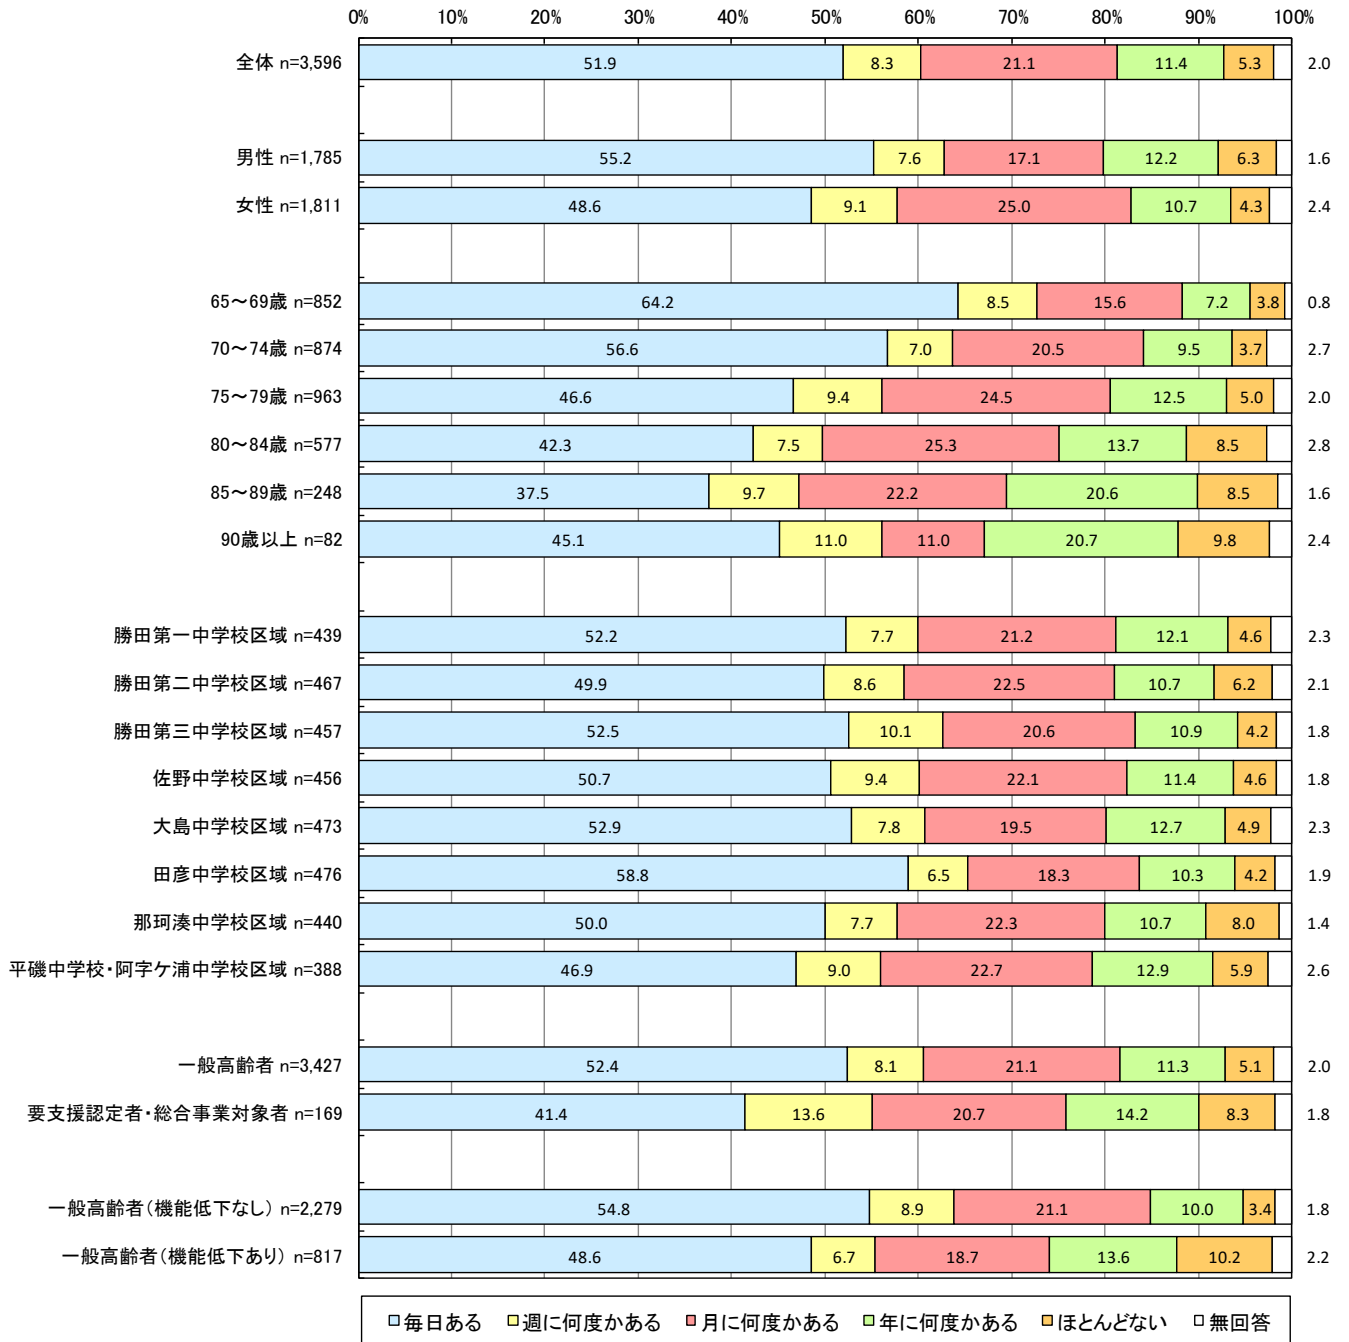 0% 10% 20% 30% 40% 50% 60% 70% 80% 90% 100%
全体 n=3,596 51.9 8.3 21.1 11.4 5.3 2.0
男性 n=1,785 55.2 7.6 17.1 12.2 6.3 1.6
女性 n=1,811 48.6 9.1 25.0 10.7 4.3 2.4
65～69歳 n=852 64.2 8.5 15.6 7.2 3.8 0.8
70～74歳 n=874 56.6 7.0 20.5 9.5 3.7 2.7
75～79歳 n=963 46.6 9.4 24.5 12.5 5.0 2.0
80～84歳 n=577 42.3 7.5 25.3 13.7 8.5 2.8
85～89歳 n=248 37.5 9.7 22.2 20.6 8.5 1.6
90歳以上 n=82 45.1 11.0 11.0 20.7 9.8 2.4
勝田第一中学校区域 n=439 52.2 7.7 21.2 12.1 4.6 2.3
勝田第二中学校区域 n=467 49.9 8.6 22.5 10.7 6.2 2.1
勝田第三中学校区域 n=457 52.5 10.1 20.6 10.9 4.2 1.8
佐野中学校区域 n=456 50.7 9.4 22.1 11.4 4.6 1.8
大島中学校区域 n=473 52.9 7.8 19.5 12.7 4.9 2.3
田彦中学校区域 n=476 58.8 6.5 18.3 10.3 4.2 1.9
那珂湊中学校区域 n=440 50.0 7.7 22.3 10.7 8.0 1.4
平磯中学校・阿字ケ浦中学校区域 n=388 46.9 9.0 22.7 12.9 5.9 2.6
一般高齢者 n=3,427 52.4 8.1 21.1 11.3 5.1 2.0
要支援認定者・総合事業対象者 n=169 41.4 13.6 20.7 14.2 8.3 1.8
一般高齢者（機能低下なし） n=2,279 54.8 8.9 21.1 10.0 3.4 1.8
一般高齢者（機能低下あり） n=817 48.6 6.7 18.7 13.6 10.2 2.2
毎日ある 週に何度かある 月に何度かある 年に何度かある ほとんどない 無回答